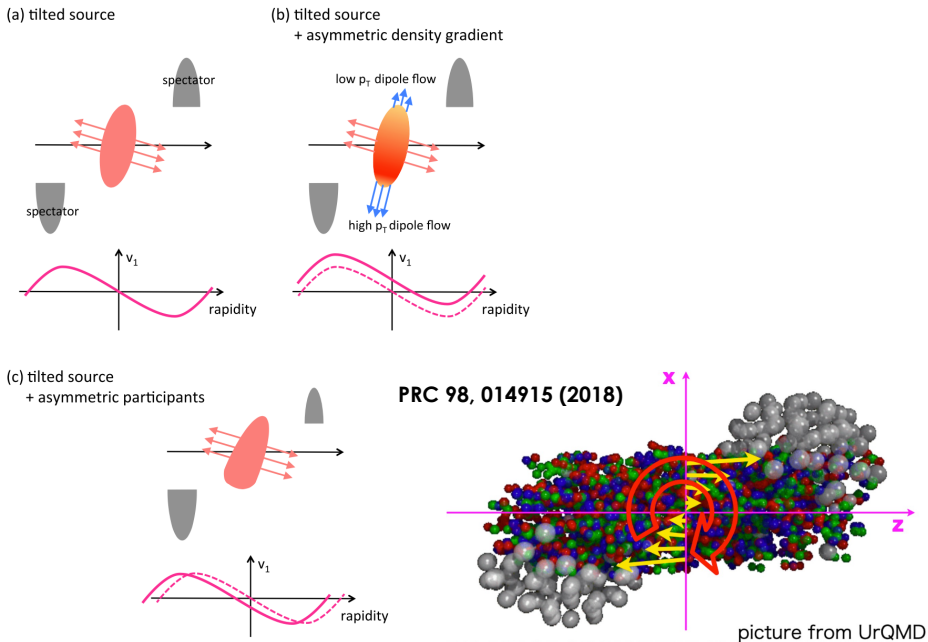 (a) tilted source
spectator
spectator
v1
rapidity
(b) tilted source
+ asymmetric density gradient
low pT dipole flow
high pT dipole flow
v1
rapidity
(c) tilted source
+ asymmetric participants
v1
rapidity
PRC 98, 014915 (2018)
x
z
picture from UrQMD